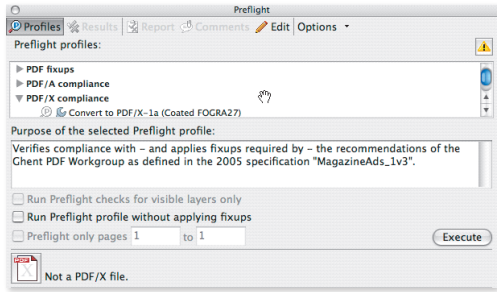 Preflight
Profiles Results Report Comments Edit Options
Preflight profiles:
PDF fixups
PDF/A compliance
PDF/X compliance
Convert to PDF/X-1a (Coated FOGRA27)
Purpose of the selected Preflight profile:
Verifies compliance with – and applies fixups required by – the recommendations of the
Ghent PDF Workgroup as defined in the 2005 specification "MagazineAds_1v3".
Run Preflight checks for visible layers only
Run Preflight profile without applying fixups
Preflight only pages 1 to 1 Execute
Not a PDF/X file.